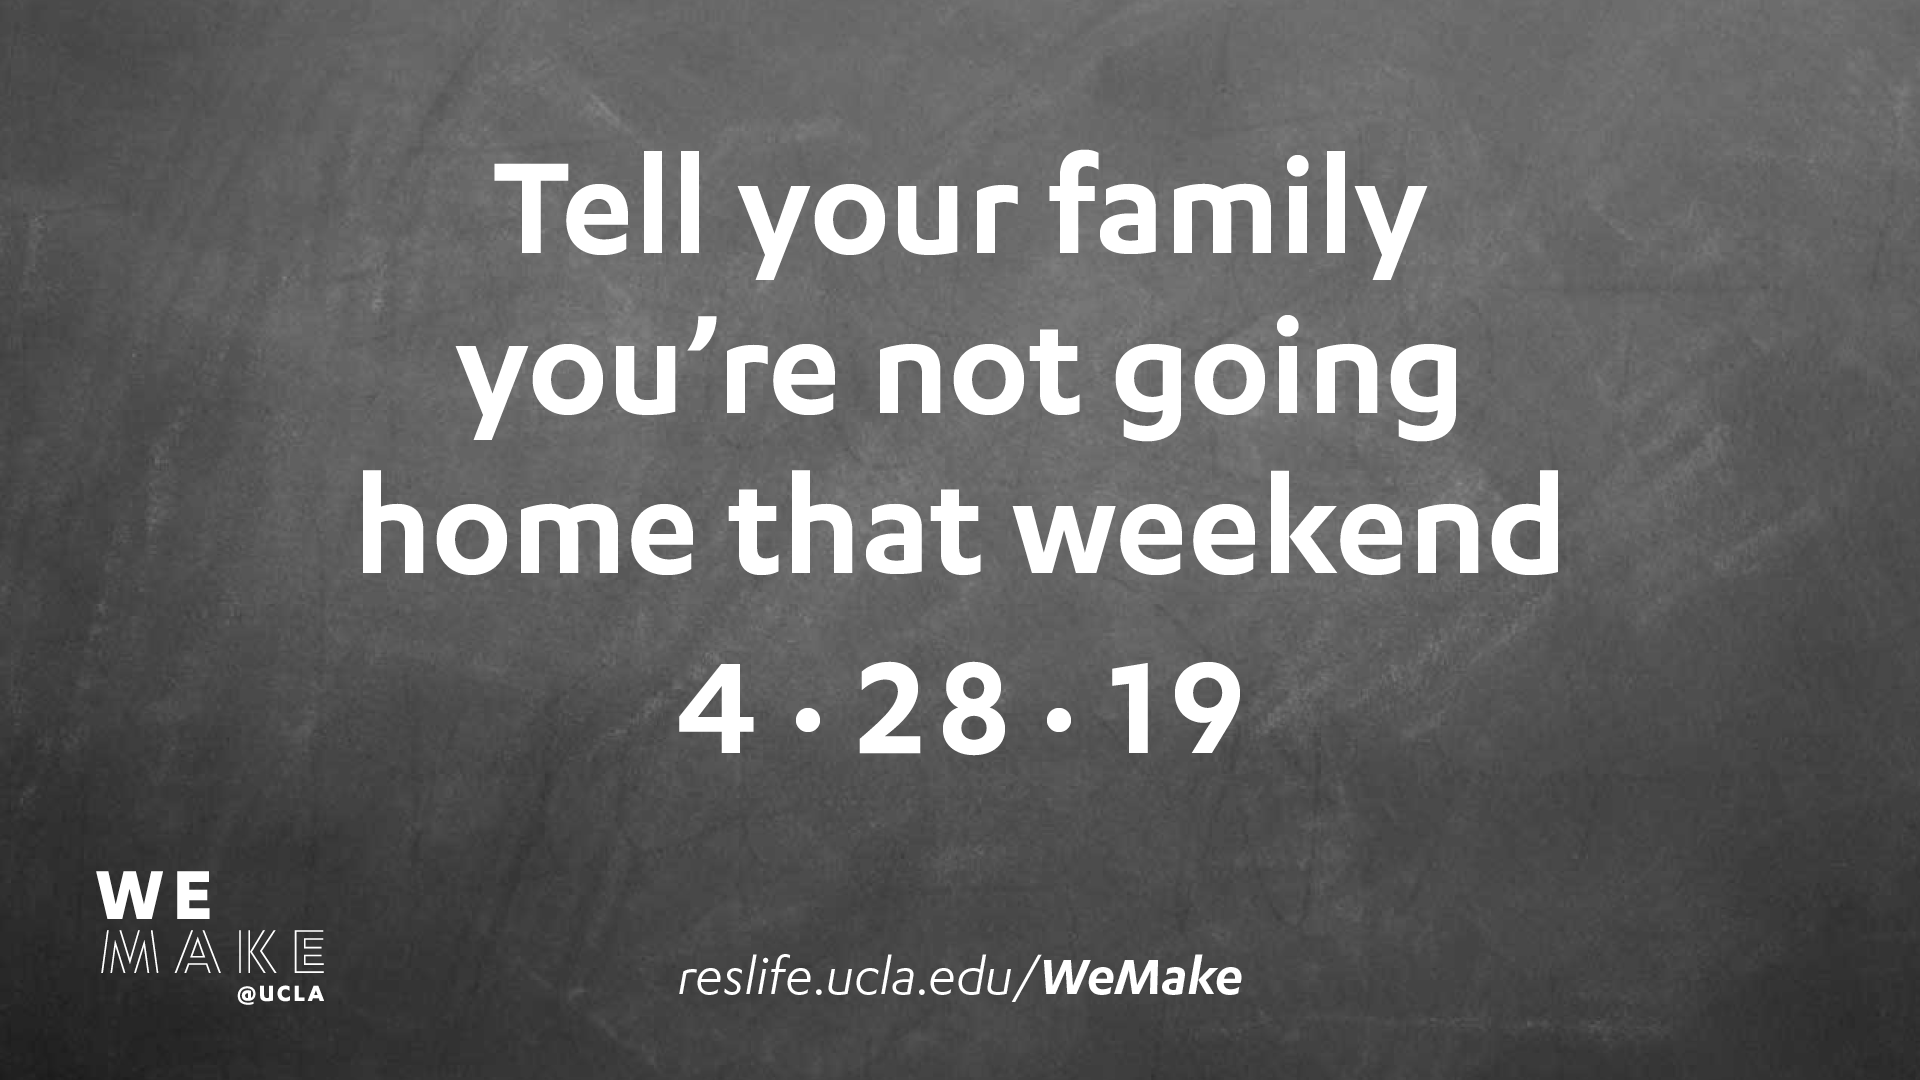 Tell your family
you’re not going
home that weekend
4 • 28 • 19
WE
MAKE
@UCLA
reslife.ucla.edu/WeMake